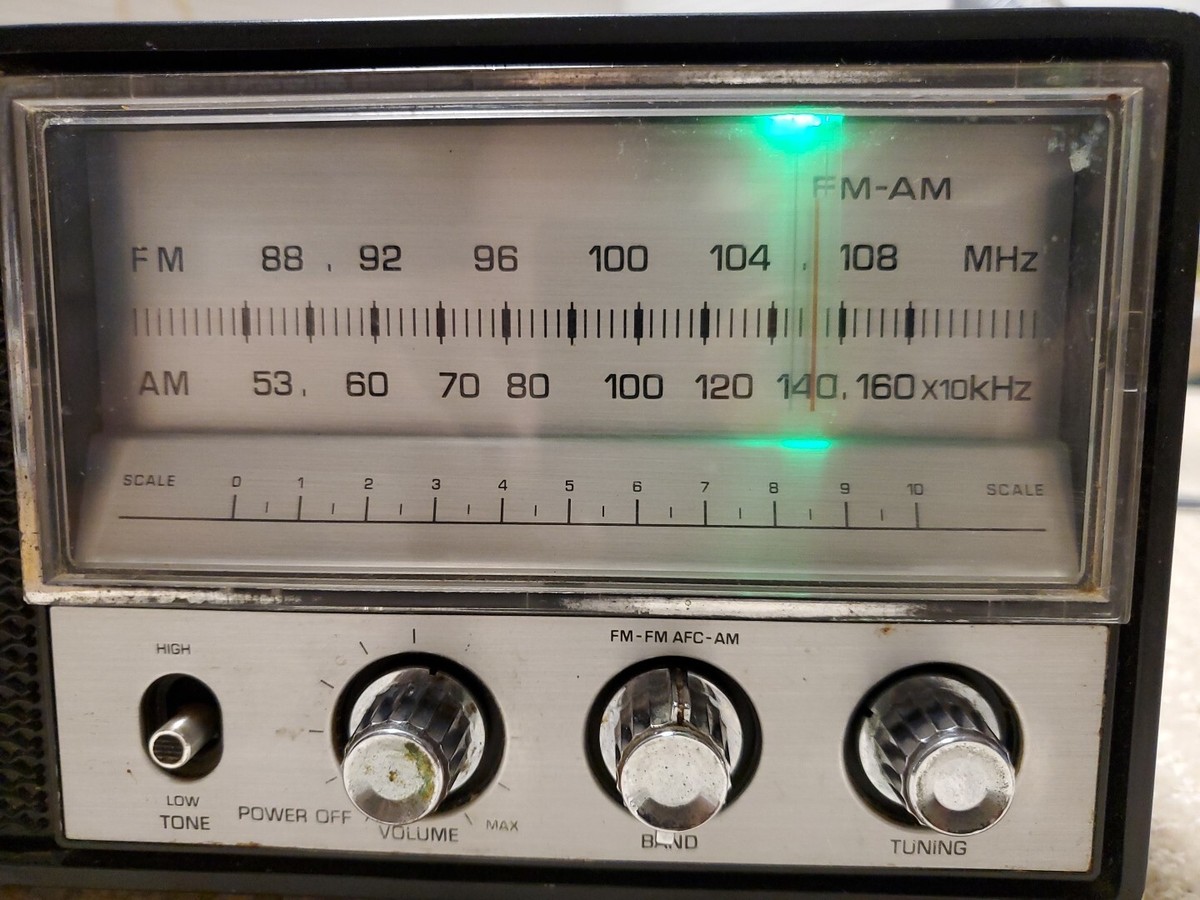 FM-AM
FM 88 92 96 100 104 108 MHz
AM 53 60 70 80 100 120 140 160 X10kHz
SCALE 0 1 2 3 4 5 6 7 8 9 10 SCALE
HIGH
FM-FM AFC-AM
LOW
TONE
POWER OFF
VOLUME
MAX
BAND
TUNING